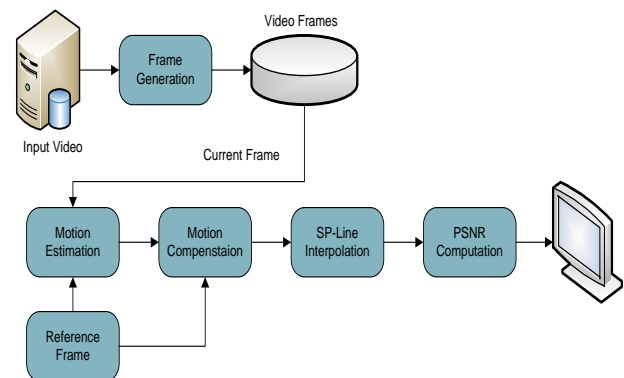 Video Frames
Frame
Generation
Input Video
Current Frame
Motion
Estimation
Motion
Compenstaion
SP-Line
Interpolation
PSNR
Computation
Reference
Frame